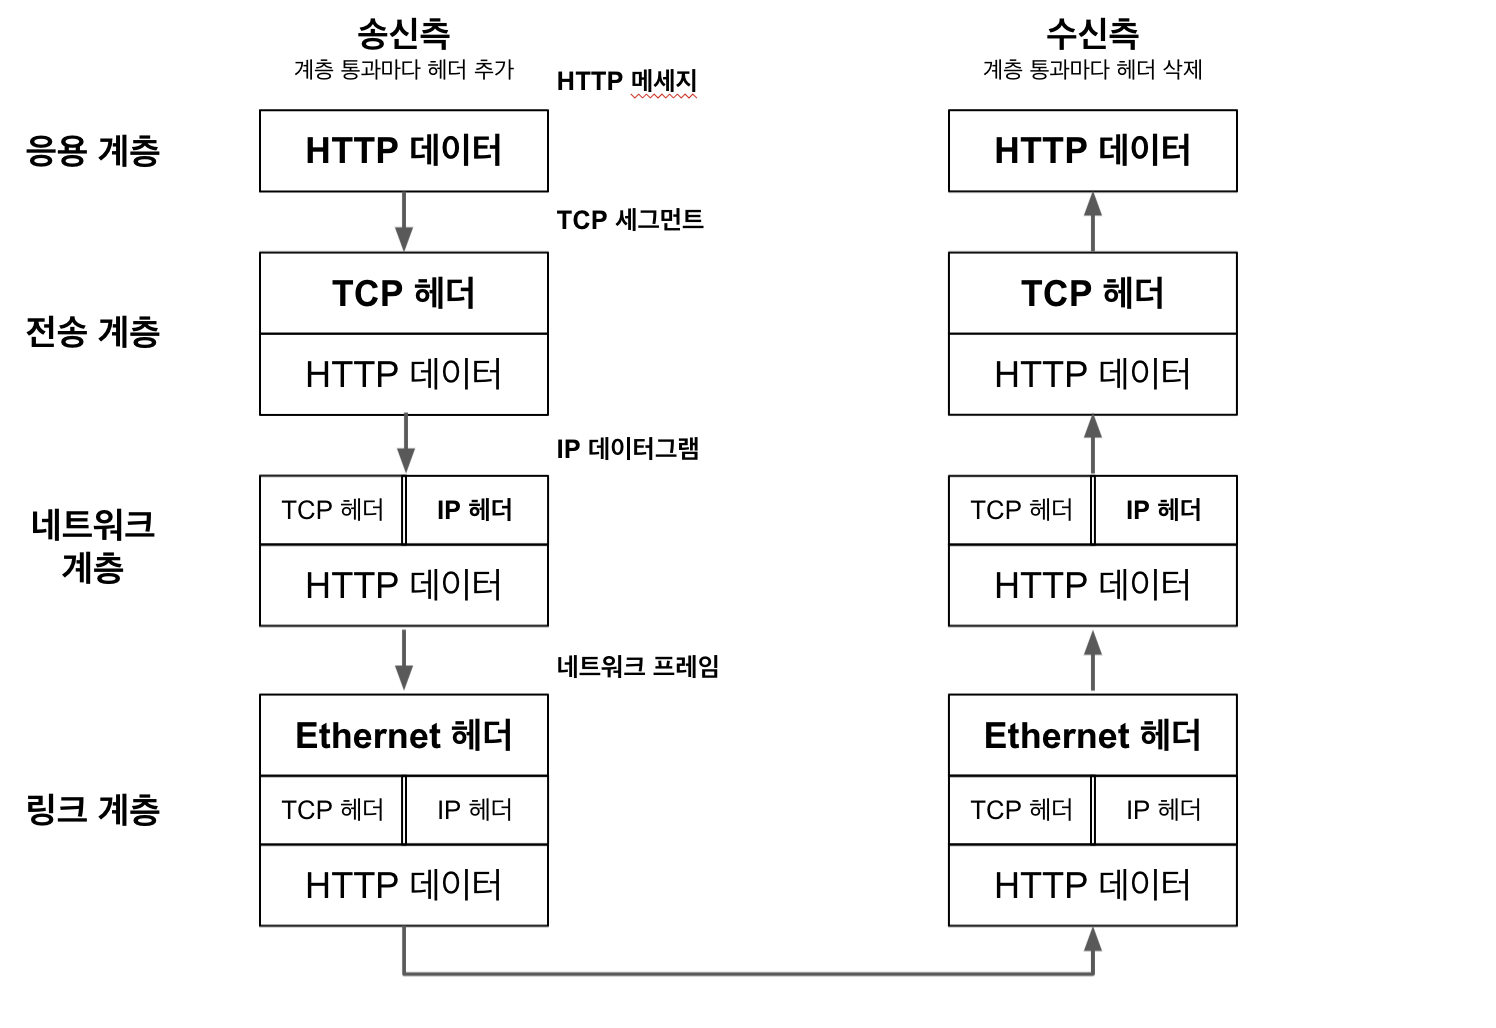 송신측
계층 통과마다 헤더 추가
수신측
계층 통과마다 헤더 삭제
HTTP 메세지
응용 계층
HTTP 데이터
HTTP 데이터
TCP 세그먼트
전송 계층
TCP 헤더
HTTP 데이터
TCP 헤더
HTTP 데이터
IP 데이터그램
네트워크
계층
TCP 헤더
IP 헤더
HTTP 데이터
TCP 헤더
IP 헤더
HTTP 데이터
네트워크 프레임
링크 계층
Ethernet 헤더
TCP 헤더
IP 헤더
HTTP 데이터
Ethernet 헤더
TCP 헤더
IP 헤더
HTTP 데이터